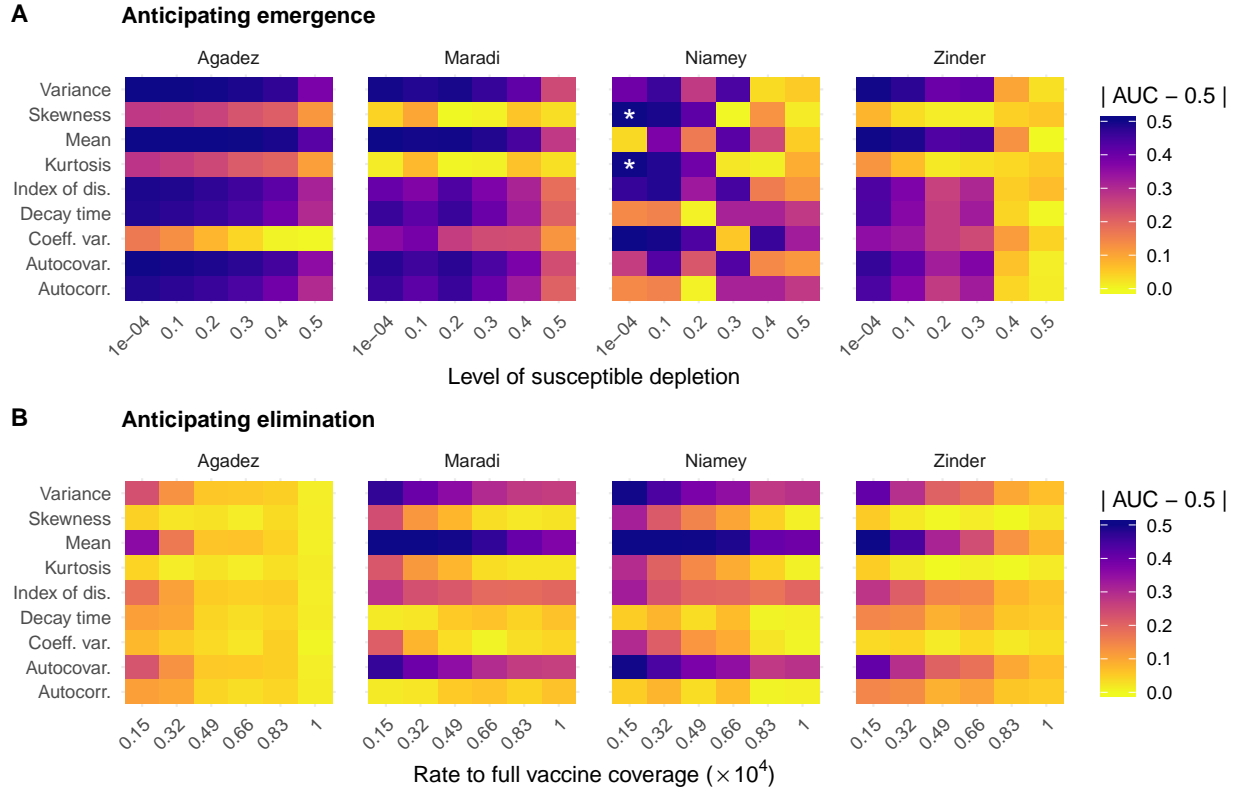 A Anticipating emergence
Agadez Maradi Niamey Zinder
Variance
Skewness
Mean
Kurtosis
Index of dis.
Decay time
Coeff. var.
Autocovar.
Autocorr.
*
*
1e−04 0.1 0.2 0.3 0.4 0.5 1e−04 0.1 0.2 0.3 0.4 0.5 1e−04 0.1 0.2 0.3 0.4 0.5 1e−04 0.1 0.2 0.3 0.4 0.5
Level of susceptible depletion
| AUC − 0.5 |
0.5
0.4
0.3
0.2
0.1
0.0
B Anticipating elimination
Agadez Maradi Niamey Zinder
Variance
Skewness
Mean
Kurtosis
Index of dis.
Decay time
Coeff. var.
Autocovar.
Autocorr.
0.15 0.32 0.49 0.66 0.83 1 0.15 0.32 0.49 0.66 0.83 1 0.15 0.32 0.49 0.66 0.83 1 0.15 0.32 0.49 0.66 0.83 1
Rate to full vaccine coverage (×10⁴)
| AUC − 0.5 |
0.5
0.4
0.3
0.2
0.1
0.0